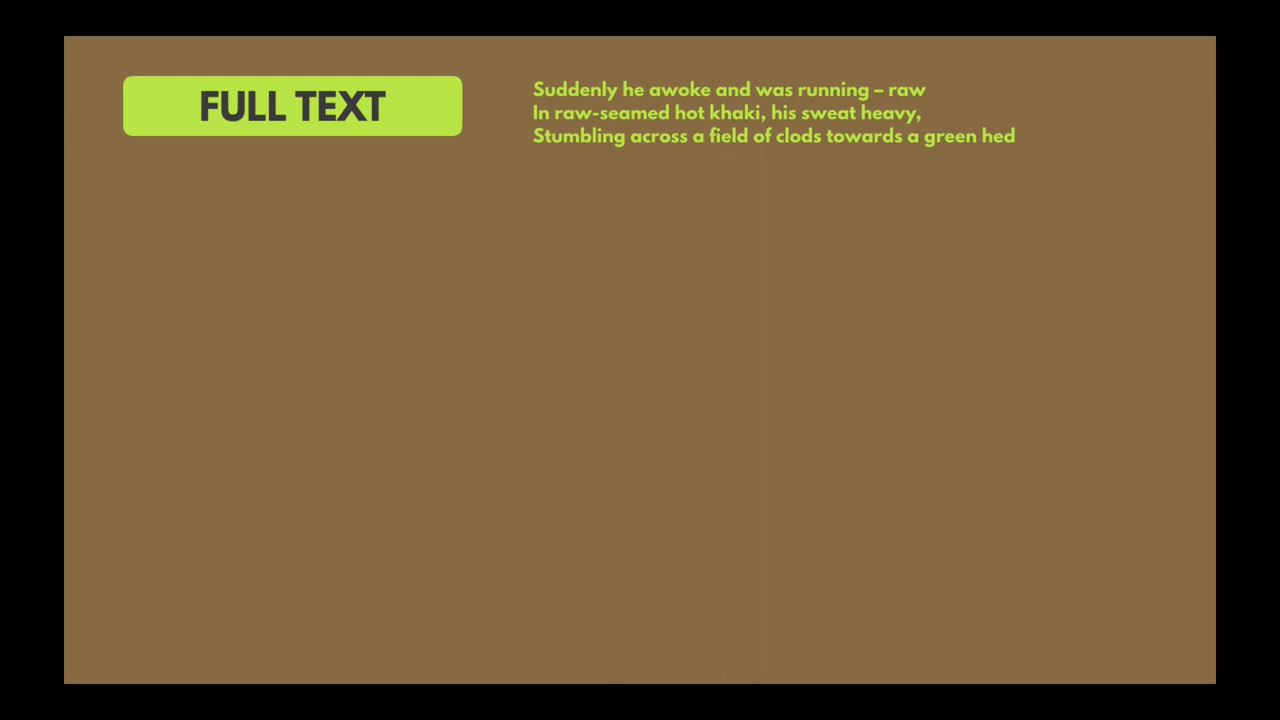 FULL TEXT
Suddenly he awoke and was running – raw
In raw-seamed hot khaki, his sweat heavy,
Stumbling across a field of clods towards a green hed